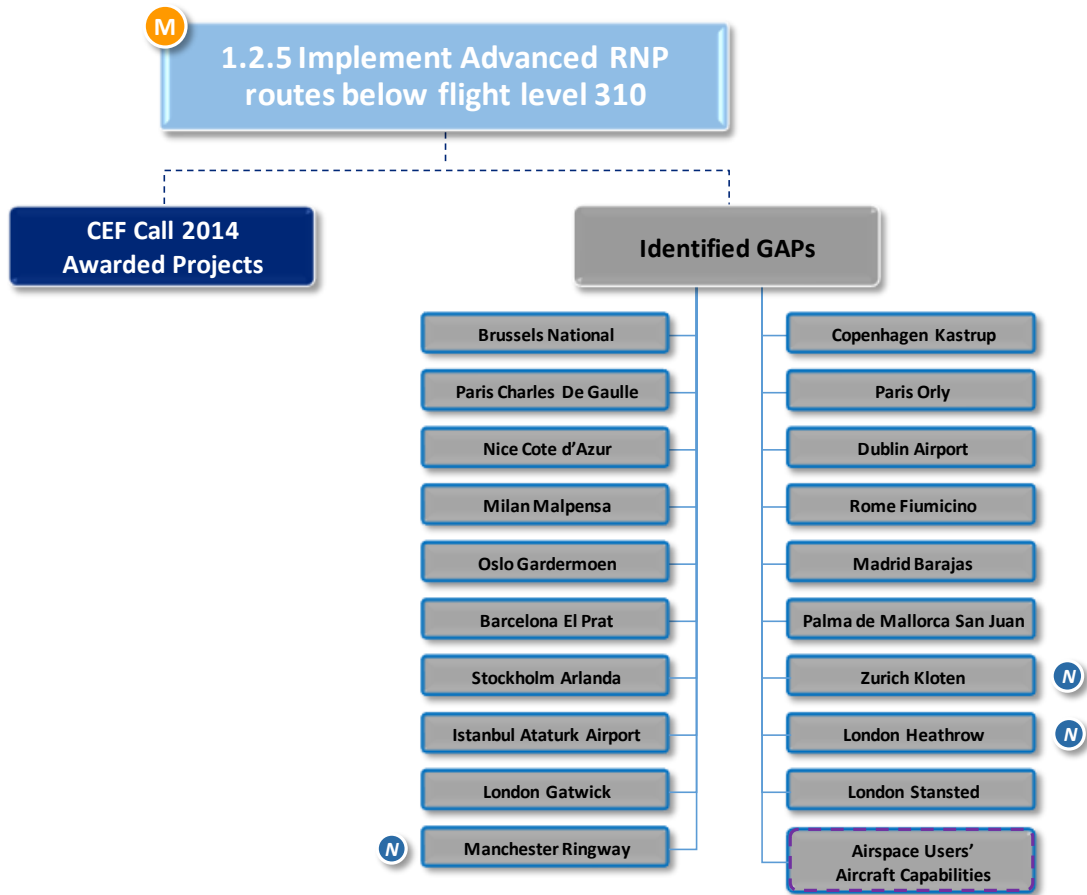 M
1.2.5 Implement Advanced RNP
routes below flight level 310
CEF Call 2014
Awarded Projects
Identified GAPs
Brussels National
Copenhagen Kastrup
Paris Charles De Gaulle
Paris Orly
Nice Cote d’Azur
Dublin Airport
Milan Malpensa
Rome Fiumicino
Oslo Gardermoen
Madrid Barajas
Barcelona El Prat
Palma de Mallorca San Juan
Stockholm Arlanda
Zurich Kloten
N
Istanbul Ataturk Airport
London Heathrow
N
London Gatwick
London Stansted
N
Manchester Ringway
Airspace Users’
Aircraft Capabilities